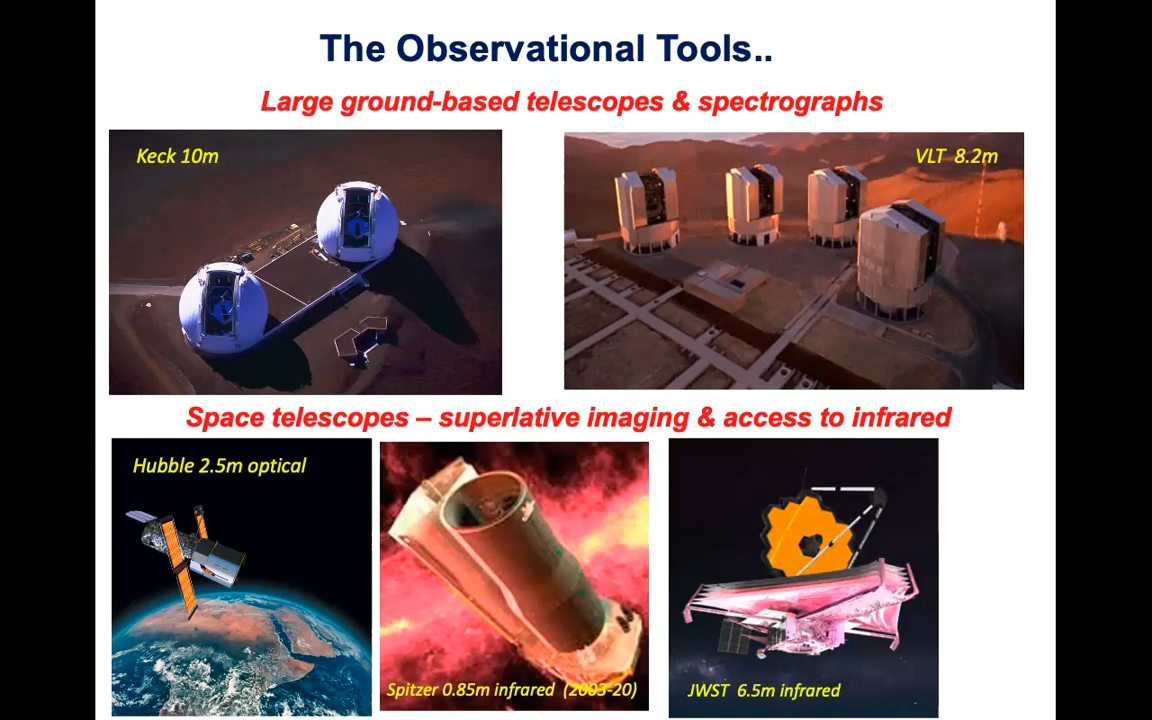 The Observational Tools..
Large ground-based telescopes & spectrographs
Keck 10m
VLT 8.2m
Space telescopes – superlative imaging & access to infrared
Hubble 2.5m optical
Spitzer 0.85m infrared (2003-20)
JWST 6.5m infrared